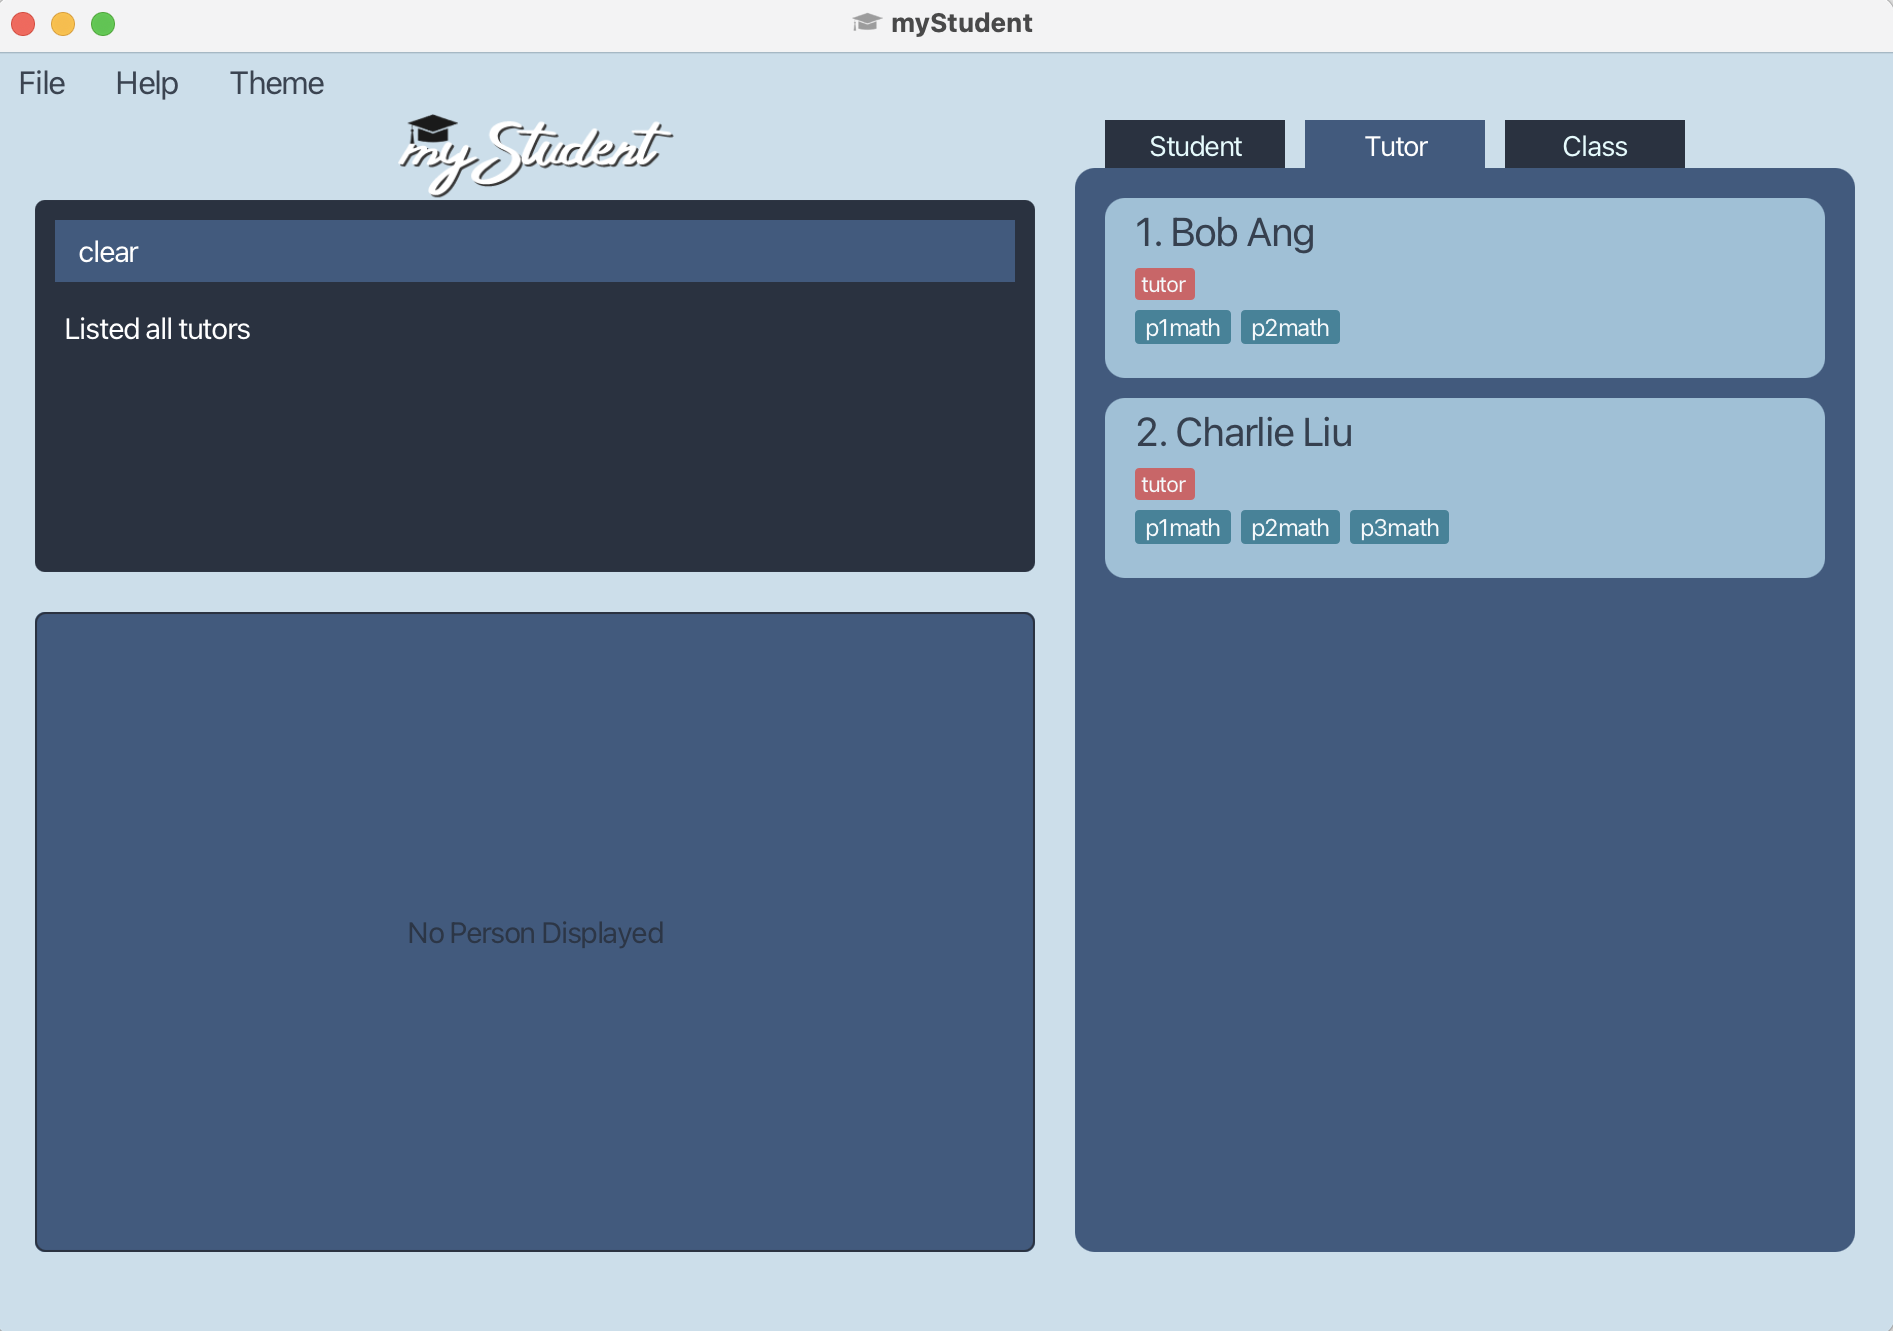 myStudent
File Help Theme
myStudent
clear
Listed all tutors
No Person Displayed
Student Tutor Class
1. Bob Ang
tutor
p1math p2math
2. Charlie Liu
tutor
p1math p2math p3math